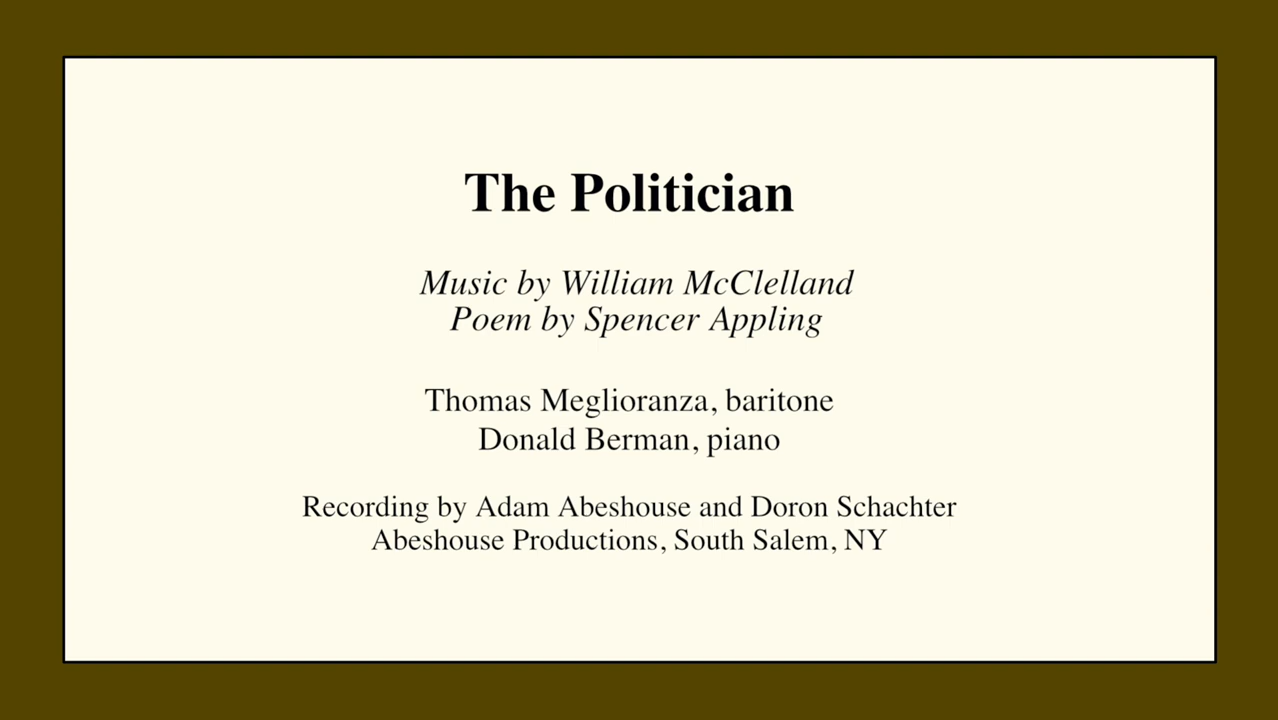 The Politician
Music by William McClelland
Poem by Spencer Appling
Thomas Meglioranza, baritone
Donald Berman, piano
Recording by Adam Abeshouse and Doron Schachter
Abeshouse Productions, South Salem, NY